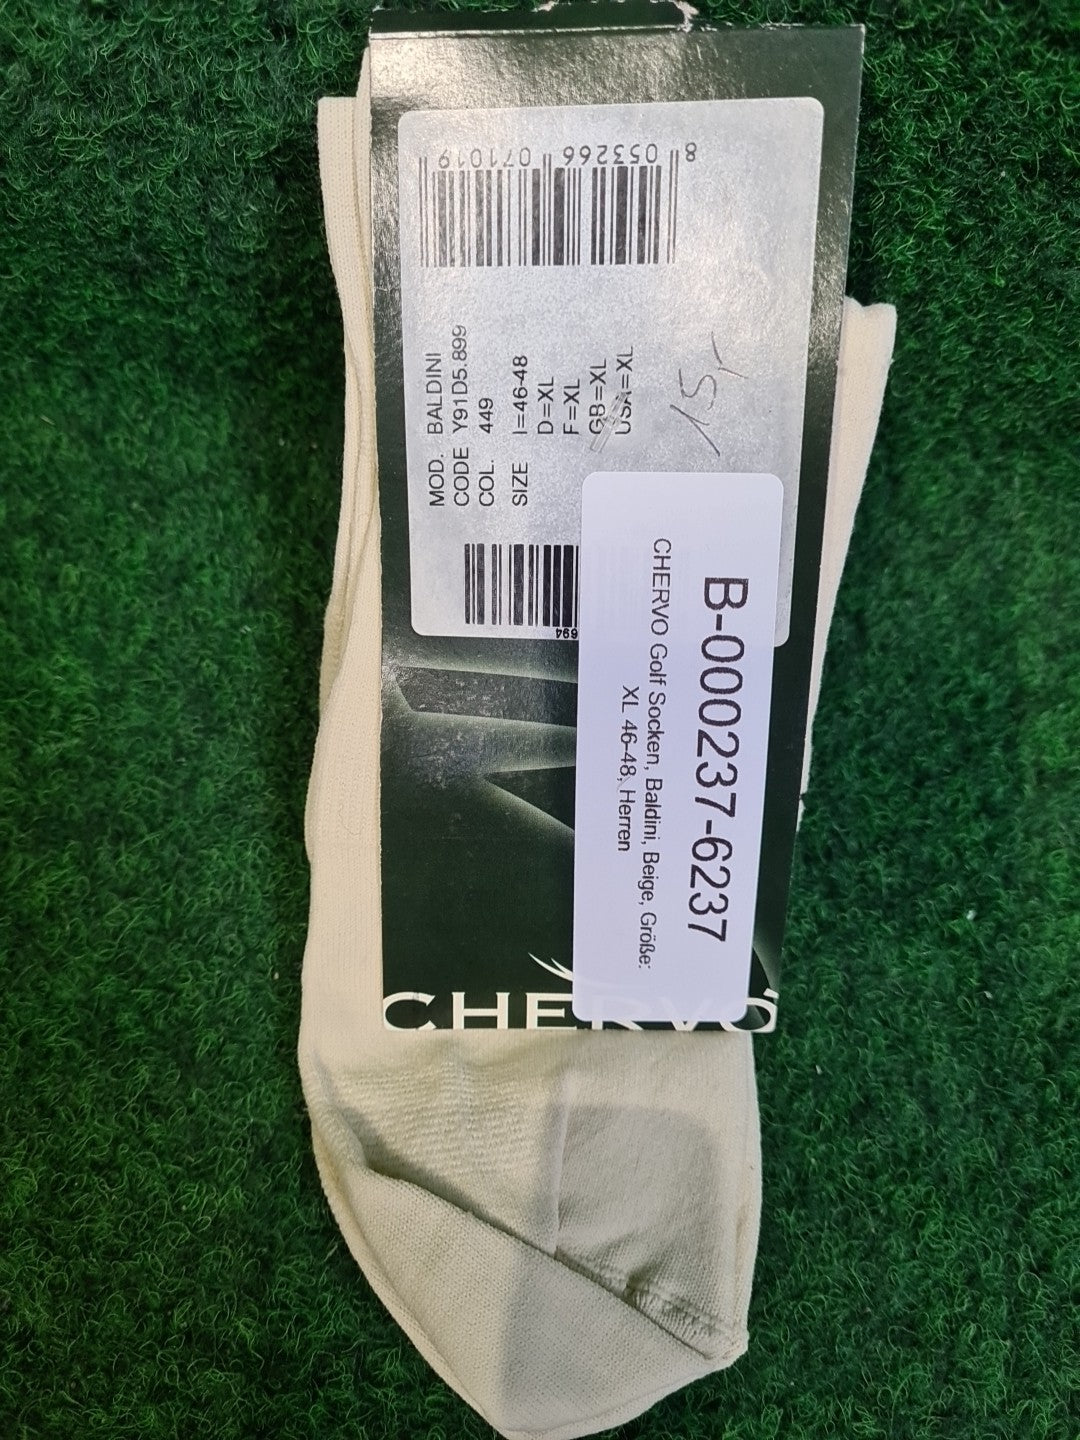 8 053266 071019
MOD. BALDINI
CODE Y91D5.899
COL. 449
SIZE I=46-48
D=XL
F=XL
GB=XL
USA=XL
694
B-000237-6237
CHERVO Golf Socken, Baldini, Beige, Größe:
XL 46-48, Herren
CHERVÒ